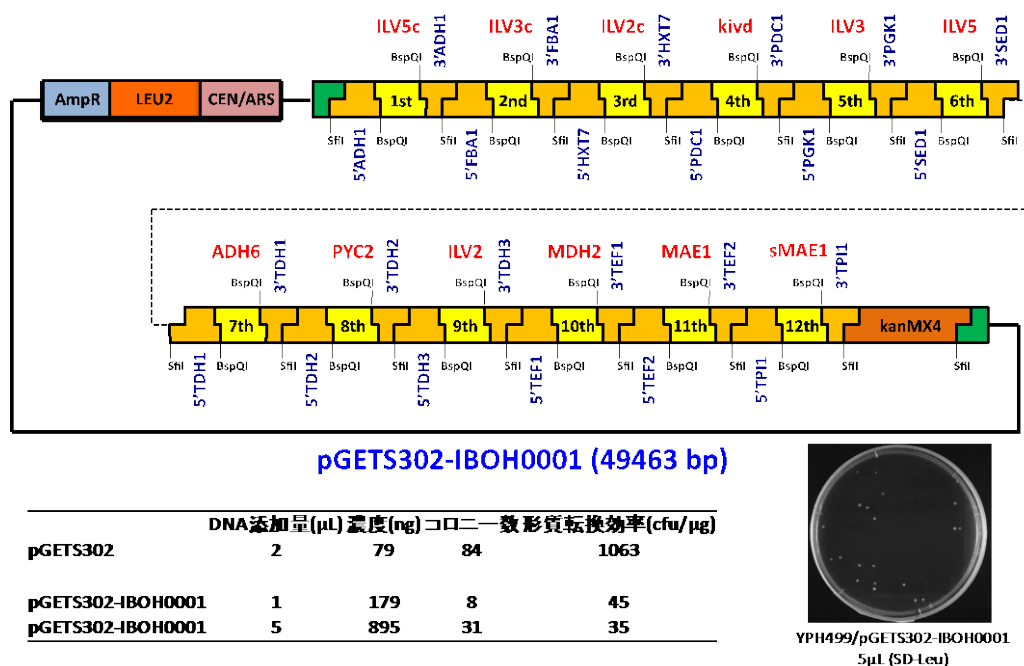 ILV5c ILV3c ILV2c kivd ILV3 ILV5
3'ADH1 3'FBA1 3'HXT7 3'PDC1 3'PGK1 3'SED1
BspQI BspQI BspQI BspQI BspQI BspQI
AmpR LEU2 CEN/ARS 1st 2nd 3rd 4th 5th 6th
SfiI BspQI SfiI BspQI SfiI BspQI SfiI BspQI SfiI BspQI SfiI BspQI
5'ADH1 5'FBA1 5'HXT7 5'PDC1 5'PGK1 5'SED1
ADH6 PYC2 ILV2 MDH2 MAE1 sMAE1
3'TDH1 3'TDH2 3'TDH3 3'TEF1 3'TEF2 3'TPI1
BspQI BspQI BspQI BspQI BspQI BspQI
7th 8th 9th 10th 11th 12th kanMX4
SfiI BspQI SfiI BspQI SfiI BspQI SfiI BspQI SfiI BspQI SfiI BspQI SfiI
5'TDH1 5'TDH2 5'TDH3 5'TEF1 5'TEF2 5'TPI1
pGETS302-IBOH0001 (49463 bp)
DNA添加量(μL) 濃度(ng) コロニー数 形質転換効率(cfu/μg)
pGETS302 2 79 84 1063
pGETS302-IBOH0001 1 179 8 45
pGETS302-IBOH0001 5 895 31 35
YPH499/pGETS302-IBOH0001
5μL (SD-Leu)